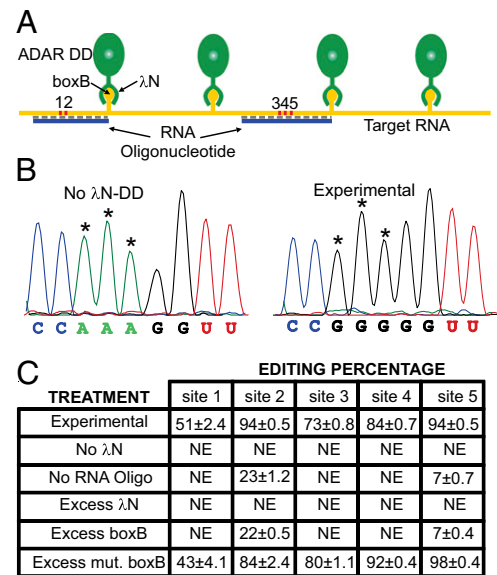 A
ADAR DD
boxB
λN
12
345
RNA
Oligonucleotide
Target RNA
B
No λN-DD
Experimental
* * *
* * *
C C A A A G G U U
C C G G G G G U U
C
EDITING PERCENTAGE
TREATMENT site 1 site 2 site 3 site 4 site 5
Experimental 51±2.4 94±0.5 73±0.8 84±0.7 94±0.5
No λN NE NE NE NE NE
No RNA Oligo NE 23±1.2 NE NE 7±0.7
Excess λN NE NE NE NE NE
Excess boxB NE 22±0.5 NE NE 7±0.4
Excess mut. boxB 43±4.1 84±2.4 80±1.1 92±0.4 98±0.4